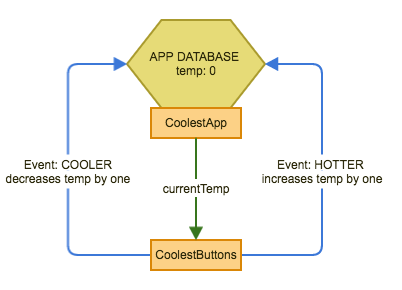 APP DATABASE
temp: 0
CoolestApp
Event: COOLER
decreases temp by one
Event: HOTTER
increases temp by one
currentTemp
CoolestButtons